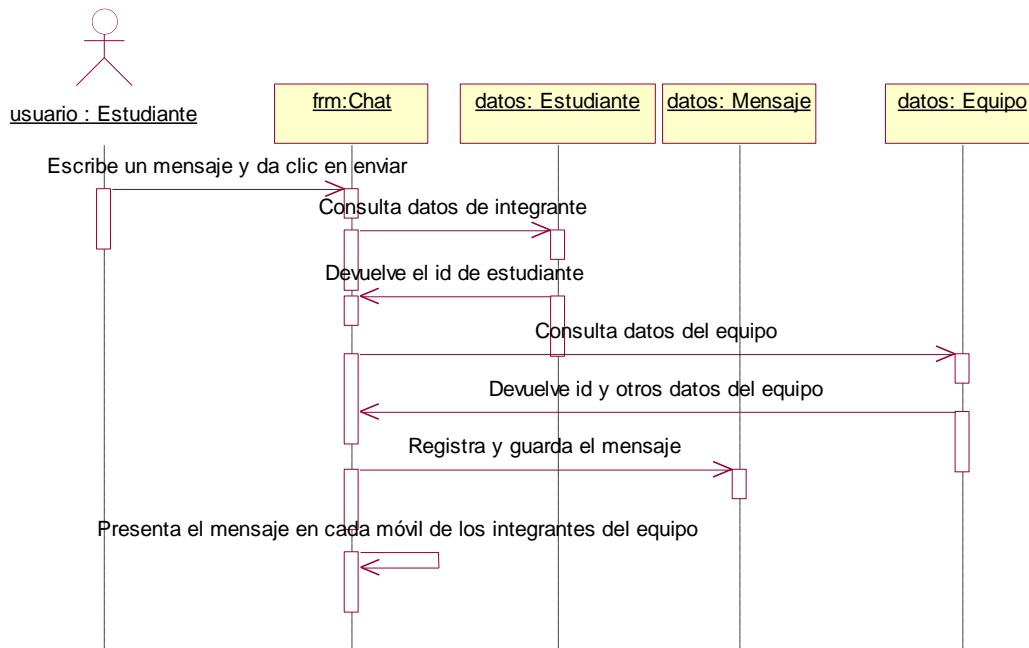 usuario : Estudiante
frm:Chat
datos: Estudiante
datos: Mensaje
datos: Equipo
Escribe un mensaje y da clic en enviar
Consulta datos de integrante
Devuelve el id de estudiante
Consulta datos del equipo
Devuelve id y otros datos del equipo
Registra y guarda el mensaje
Presenta el mensaje en cada móvil de los integrantes del equipo